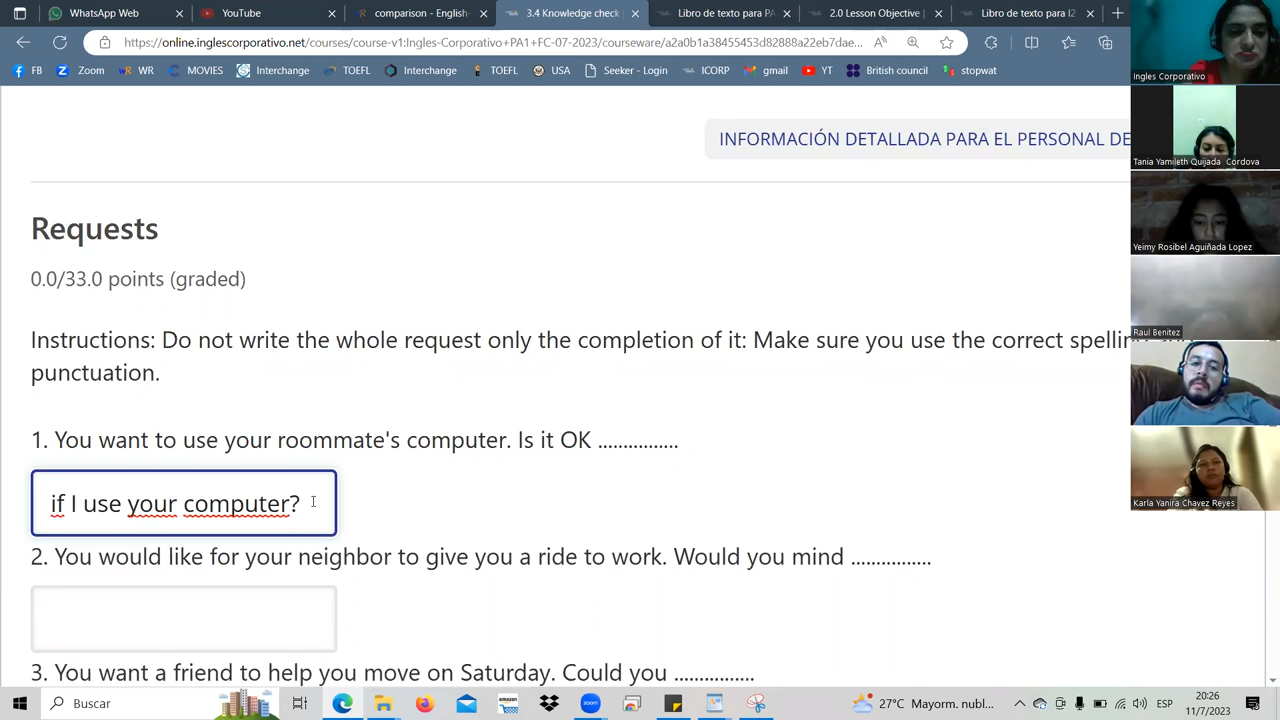 WhatsApp Web
YouTube
comparison - English-
3.4 Knowledge check
Libro de texto para PA
2.0 Lesson Objective
Libro de texto para I2
https://online.inglescorporativo.net/courses/course-v1:Ingles-Corporativo+PA1+FC-07-2023/courseware/a2a0b1a38455453d82888a22eb7dae...
FB
Zoom
WR
MOVIES
Interchange
TOEFL
Interchange
TOEFL
USA
Seeker - Login
ICORP
gmail
YT
British council
stopwat
INFORMACIÓN DETALLADA PARA EL PERSONAL DE
Requests
0.0/33.0 points (graded)
Instructions: Do not write the whole request only the completion of it: Make sure you use the correct spelling and
punctuation.
1. You want to use your roommate's computer. Is it OK ................
if I use your computer?
2. You would like for your neighbor to give you a ride to work. Would you mind ................
3. You want a friend to help you move on Saturday. Could you ................
Ingles Corporativo
Tania Yamileth Quijada Cordova
Yeimy Rosibel Aguiñada Lopez
Raul Benitez
Karla Yanira Chavez Reyes
Buscar
27°C Mayorm. nubl...
ESP
20:26
11/7/2023